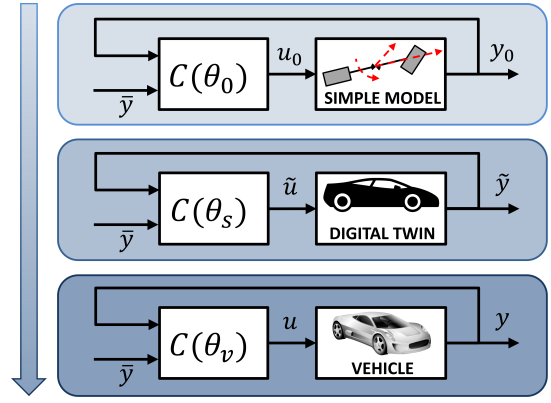 C(θ₀)
u₀
y₀
ȳ
SIMPLE MODEL
C(θₛ)
ũ
ỹ
ȳ
DIGITAL TWIN
C(θᵥ)
u
y
ȳ
VEHICLE